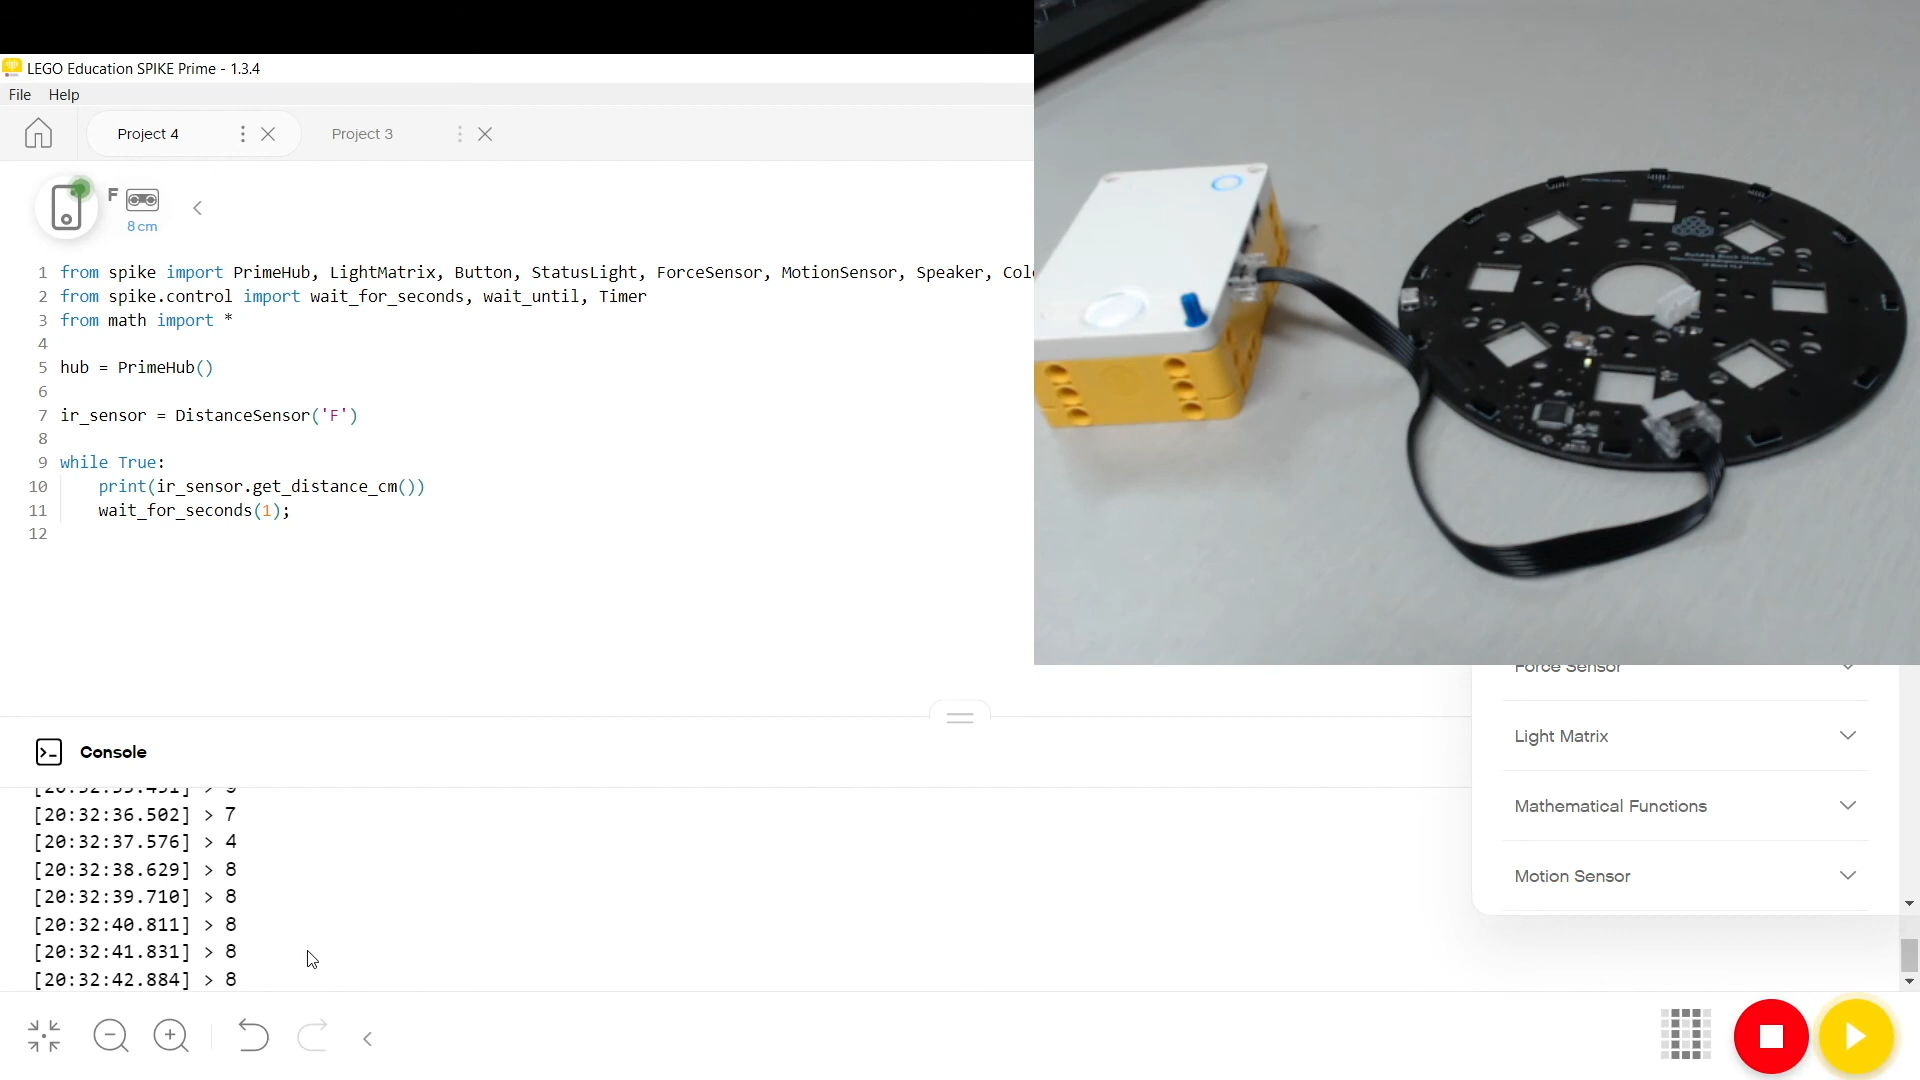 LEGO Education SPIKE Prime - 1.3.4
File Help
Project 4 Project 3
F
8 cm
1 from spike import PrimeHub, LightMatrix, Button, StatusLight, ForceSensor, MotionSensor, Speaker,
2 from spike.control import wait_for_seconds, wait_until, Timer
3 from math import *
4
5 hub = PrimeHub()
6
7 ir_sensor = DistanceSensor('F')
8
9 while True:
10 print(ir_sensor.get_distance_cm())
11 wait_for_seconds(1);
12
Force Sensor
Light Matrix
Mathematical Functions
Motion Sensor
Console
[20:32:36.502] > 7
[20:32:37.576] > 4
[20:32:38.629] > 8
[20:32:39.710] > 8
[20:32:40.811] > 8
[20:32:41.831] > 8
[20:32:42.884] > 8